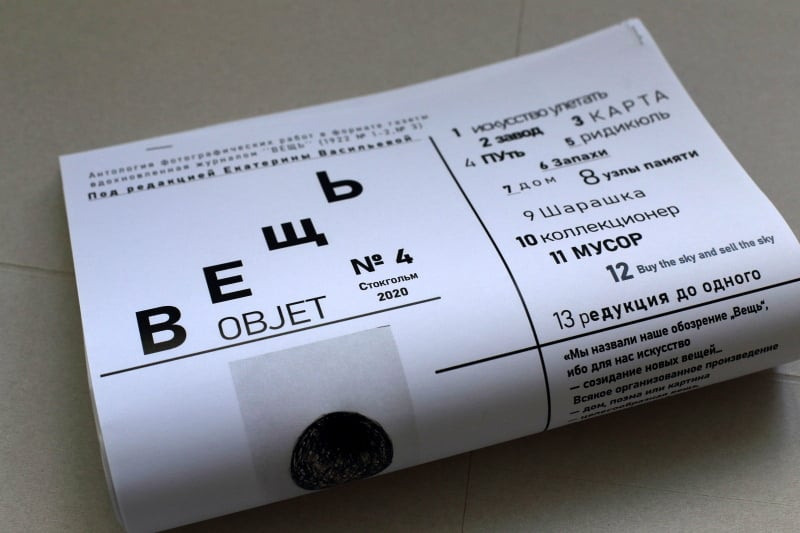 Антология фотографических работ в формате газеты
вдохновленная журналом "ВЕЩЬ" (1922 № 1-2, № 3)
Под редакцией Екатерины Васильевой
ВЕЩЬ
OBJET
№ 4
Стокгольм
2020
1 искусство улетать
2 завод
3 КАРТА
4 ПУТЬ
5 РИДИКЮЛЬ
6 Запахи
7 ДОМ
8 УЗЛЫ ПАМЯТИ
9 Шарашка
10 коллекционер
11 МУСОР
12 Buy the sky and sell the sky
13 редукция до одного
«Мы назвали наше обозрение „Вещь“,
ибо для нас искусство
— созидание новых вещей...
Всякое организованное произведение
— дом, поэма или картина
— целесообразная вещь,